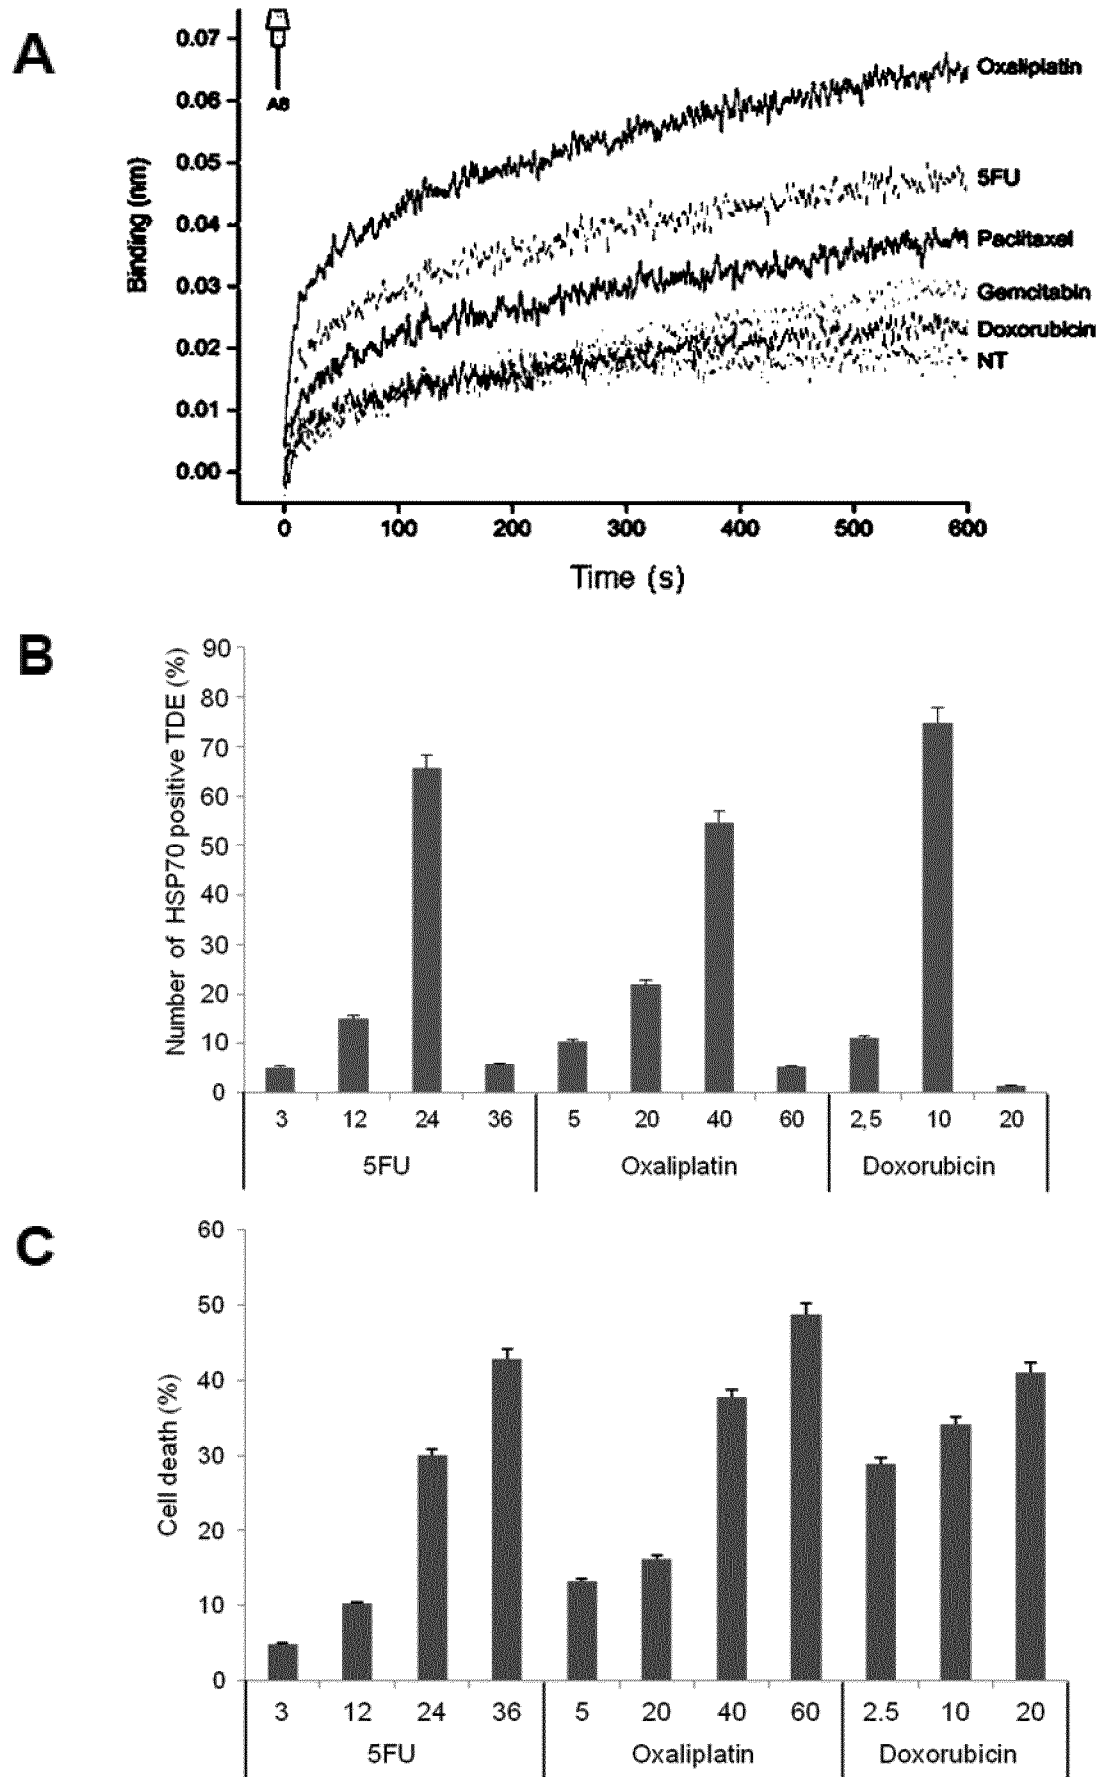 A
0.07
0.06
0.05
0.04
0.03
0.02
0.01
0.00
Binding (nm)
A8
Oxaliplatin
5FU
Paclitaxel
Gemcitabin
Doxorubicin
NT
0 100 200 300 400 500 600
Time (s)
B
90
80
70
60
50
40
30
20
10
0
Number of HSP70 positive TDE (%)
3 12 24 36 5 20 40 60 2,5 10 20
5FU Oxaliplatin Doxorubicin
C
60
50
40
30
20
10
0
Cell death (%)
3 12 24 36 5 20 40 60 2.5 10 20
5FU Oxaliplatin Doxorubicin